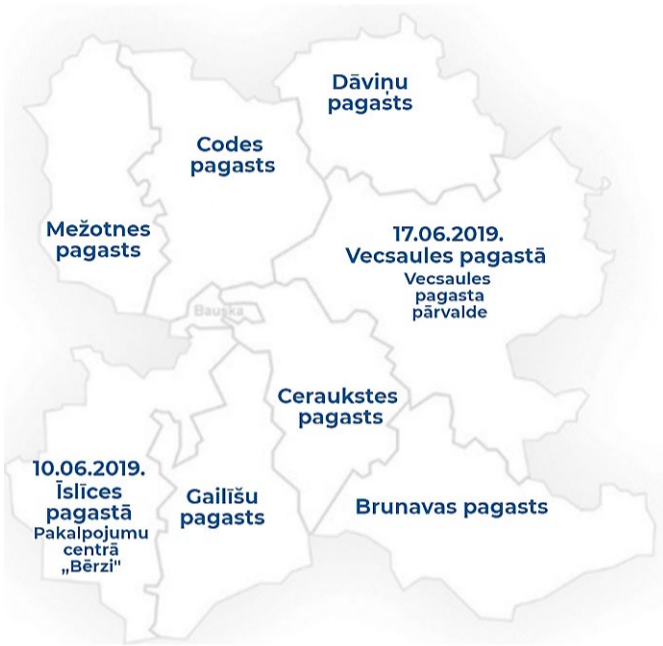 Dāviņu
pagasts
Codes
pagasts
Mežotnes
pagasts
17.06.2019.
Vecsaules pagastā
Vecsaules
pagasta
pārvalde
Bauska
Ceraukstes
pagasts
10.06.2019.
Īslīces
pagastā
Pakalpojumu
centrā
„Bērzi"
Gailīšu
pagasts
Brunavas pagasts